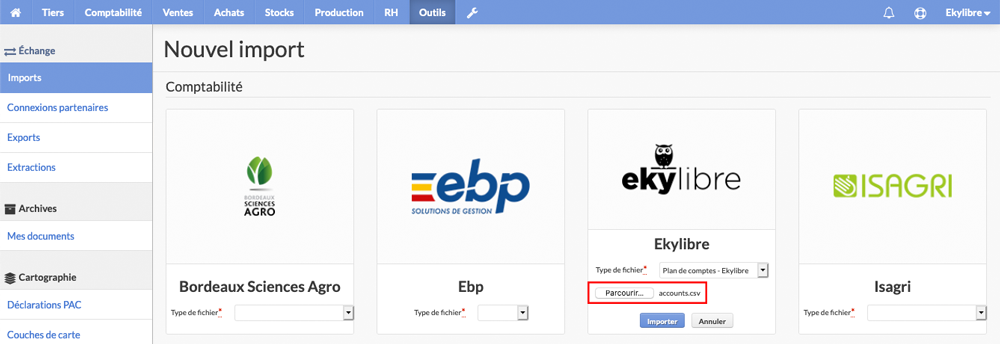 Tiers Comptabilité Ventes Achats Stocks Production RH Outils Ekylibre
Échange
Imports
Connexions partenaires
Exports
Extractions
Archives
Mes documents
Cartographie
Déclarations PAC
Couches de carte
Nouvel import
Comptabilité
BORDEAUX
SCIENCES
AGRO
Bordeaux Sciences Agro
Type de fichier*
ebp
SOLUTIONS DE GESTION
Ebp
Type de fichier*
ekylibre
Ekylibre
Type de fichier* Plan de comptes - Ekylibre
Parcourir... accounts.csv
Importer Annuler
ISAGRI
Isagri
Type de fichier*